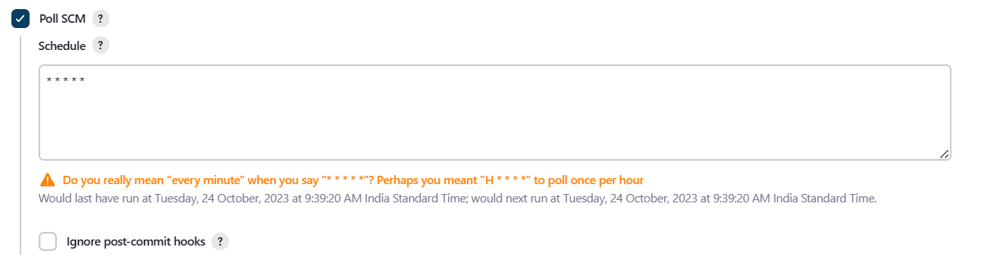 Poll SCM ?
Schedule ?
* * * * *
Do you really mean "every minute" when you say "* * * * *"? Perhaps you meant "H * * * *" to poll once per hour
Would last have run at Tuesday, 24 October, 2023 at 9:39:20 AM India Standard Time; would next run at Tuesday, 24 October, 2023 at 9:39:20 AM India Standard Time.
Ignore post-commit hooks ?